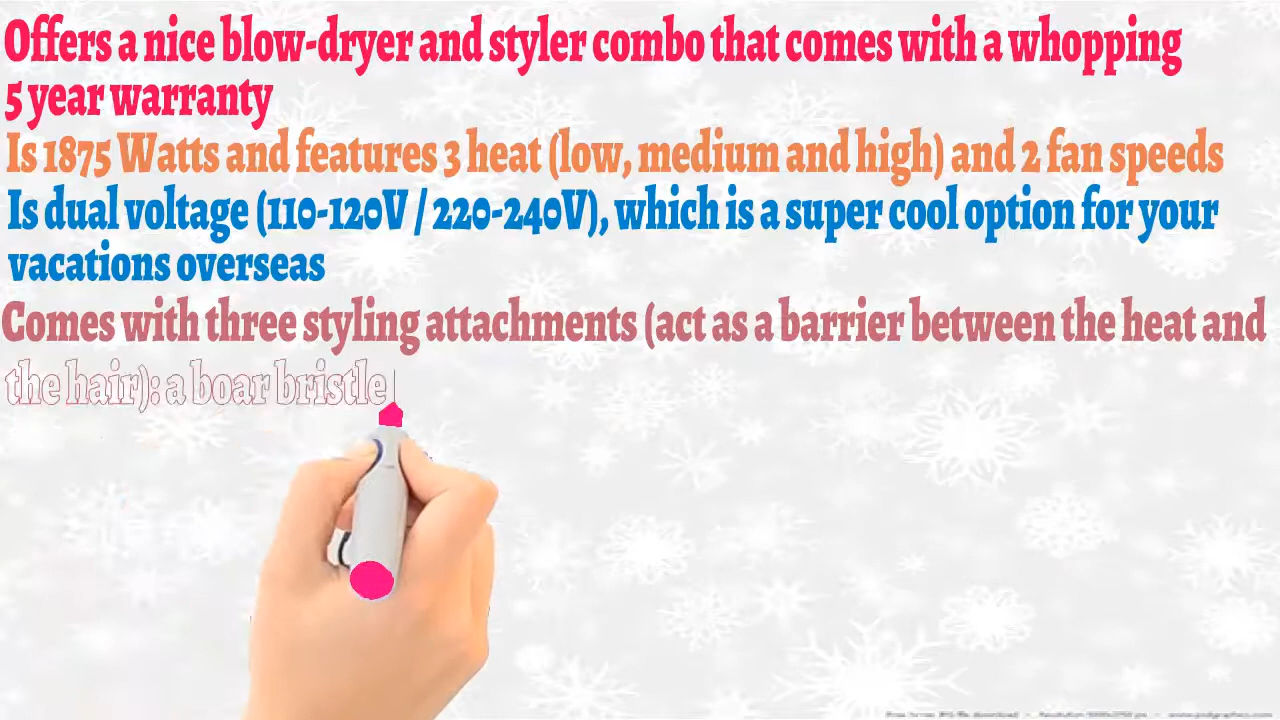 Offers a nice blow-dryer and styler combo that comes with a whopping
5 year warranty
Is 1875 Watts and features 3 heat (low, medium and high) and 2 fan speeds
Is dual voltage (110-120V / 220-240V), which is a super cool option for your
vacations overseas
Comes with three styling attachments (act as a barrier between the heat and
the hair): a boar bristle